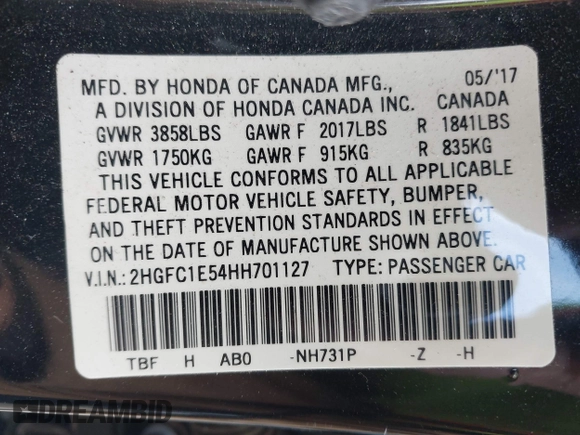 MFD. BY HONDA OF CANADA MFG., 05/'17
A DIVISION OF HONDA CANADA INC. CANADA
GVWR 3858LBS GAWR F 2017LBS R 1841LBS
GVWR 1750KG GAWR F 915KG R 835KG
THIS VEHICLE CONFORMS TO ALL APPLICABLE
FEDERAL MOTOR VEHICLE SAFETY, BUMPER,
AND THEFT PREVENTION STANDARDS IN EFFECT
ON THE DATE OF MANUFACTURE SHOWN ABOVE.
V.I.N.: 2HGFC1E54HH701127 TYPE: PASSENGER CAR
TBF H AB0 -NH731P -Z -H
DREAMBID